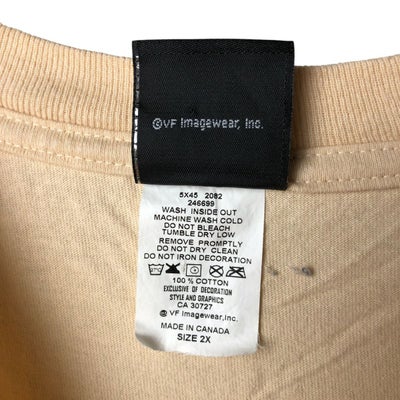 ©VF Imagewear, Inc.
5X45 2082
246699
WASH INSIDE OUT
MACHINE WASH COLD
DO NOT BLEACH
TUMBLE DRY LOW
REMOVE PROMPTLY
DO NOT DRY CLEAN
DO NOT IRON DECORATION
100% COTTON
EXCLUSIVE OF DECORATION
STYLE AND GRAPHICS
CA 30727
©VF Imagewear, Inc.
MADE IN CANADA
SIZE 2X